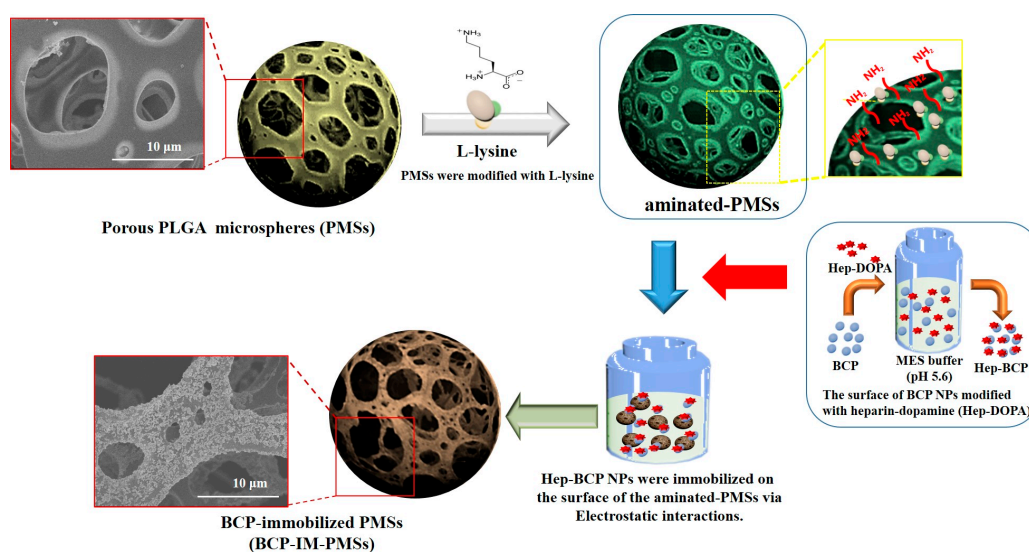 10 μm
Porous PLGA microspheres (PMSs)
⁺NH₃
H₃N⁺
O
O⁻
L-lysine
PMSs were modified with L-lysine
aminated-PMSs
NH₂
NH₂
NH₂
NH₂
NH₂
NH₂
Hep-DOPA
BCP
MES buffer
(pH 5.6)
Hep-BCP
The surface of BCP NPs modified
with heparin-dopamine (Hep-DOPA)
Hep-BCP NPs were immobilized on
the surface of the aminated-PMSs via
Electrostatic interactions.
10 μm
BCP-immobilized PMSs
(BCP-IM-PMSs)